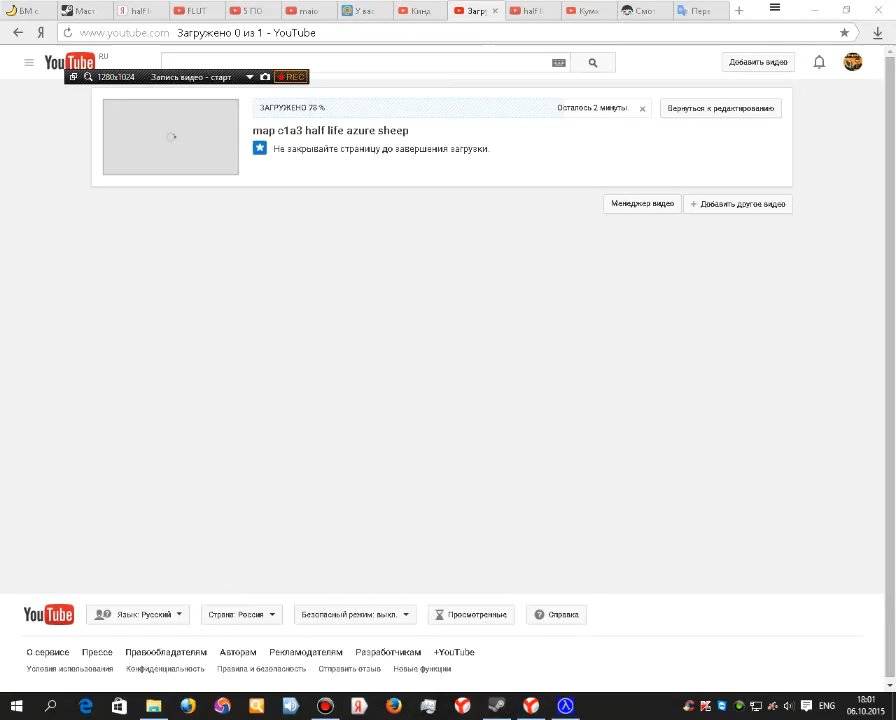 БМ с
Маст
half li
FLUT
5 ПО
maio
У вас
Кинд
Загру
half l
Кумк
Смот
Пере
Я www.youtube.com Загружено 0 из 1 - YouTube
YouTube RU
Добавить видео
1280x1024 Запись видео - старт REC
ЗАГРУЖЕНО 78 % Осталось 2 минуты.
Вернуться к редактированию
map c1a3 half life azure sheep
Не закрывайте страницу до завершения загрузки.
Менеджер видео + Добавить другое видео
YouTube Язык: Русский Страна: Россия Безопасный режим: выкл. Просмотренные Справка
О сервисе Прессе Правообладателям Авторам Рекламодателям Разработчикам +YouTube
Условия использования Конфиденциальность Правила и безопасность Отправить отзыв Новые функции
ENG 18:01
06.10.2015